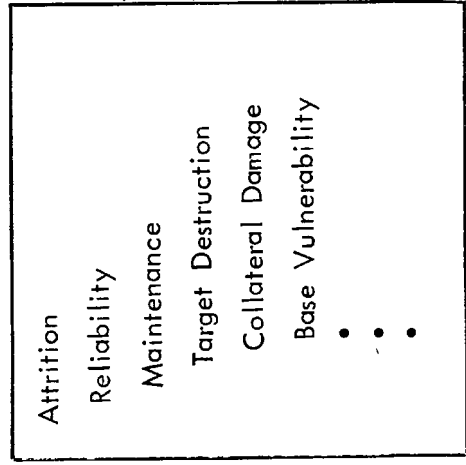 Attrition
Reliability
Maintenance
Target Destruction
Collateral Damage
Base Vulnerability
•
•
•